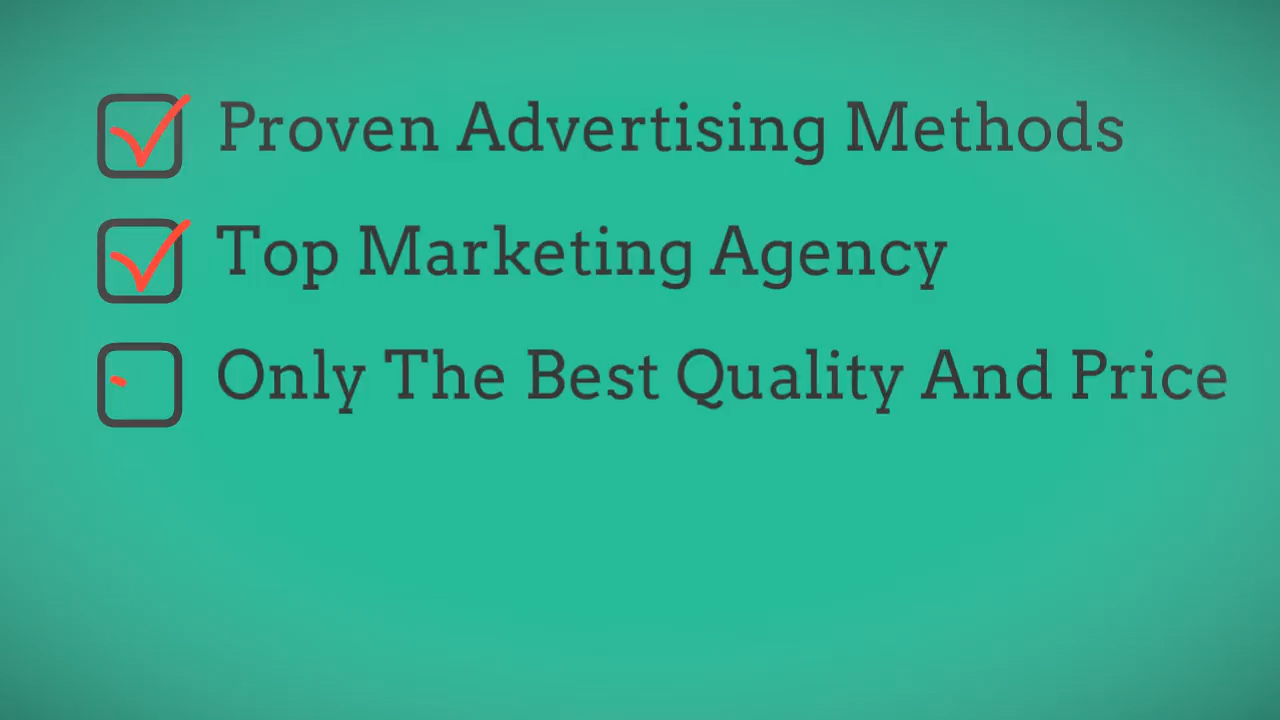 Proven Advertising Methods
Top Marketing Agency
Only The Best Quality And Price